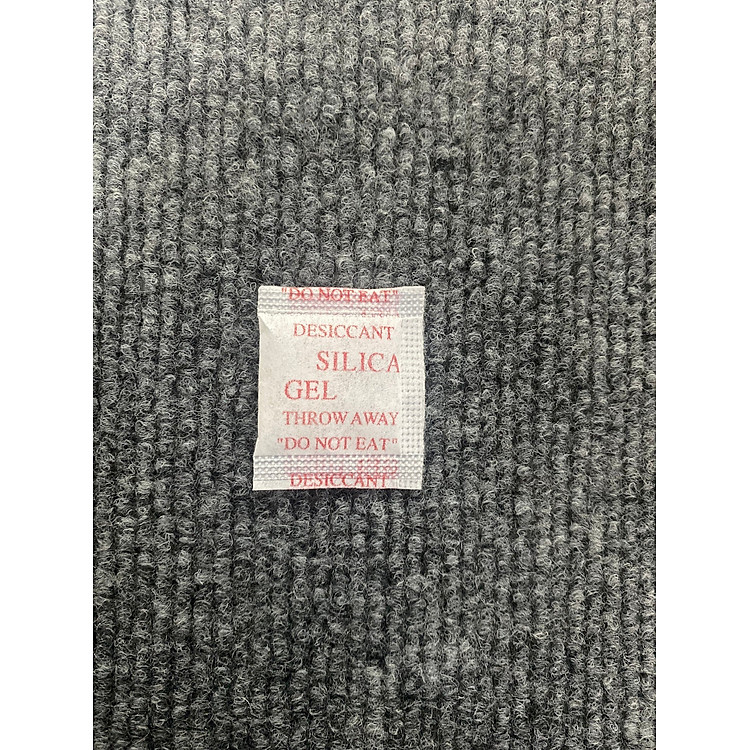 "DO NOT EAT"
DESICCANT
SILICA
GEL
THROW AWAY
"DO NOT EAT"
DESICCANT